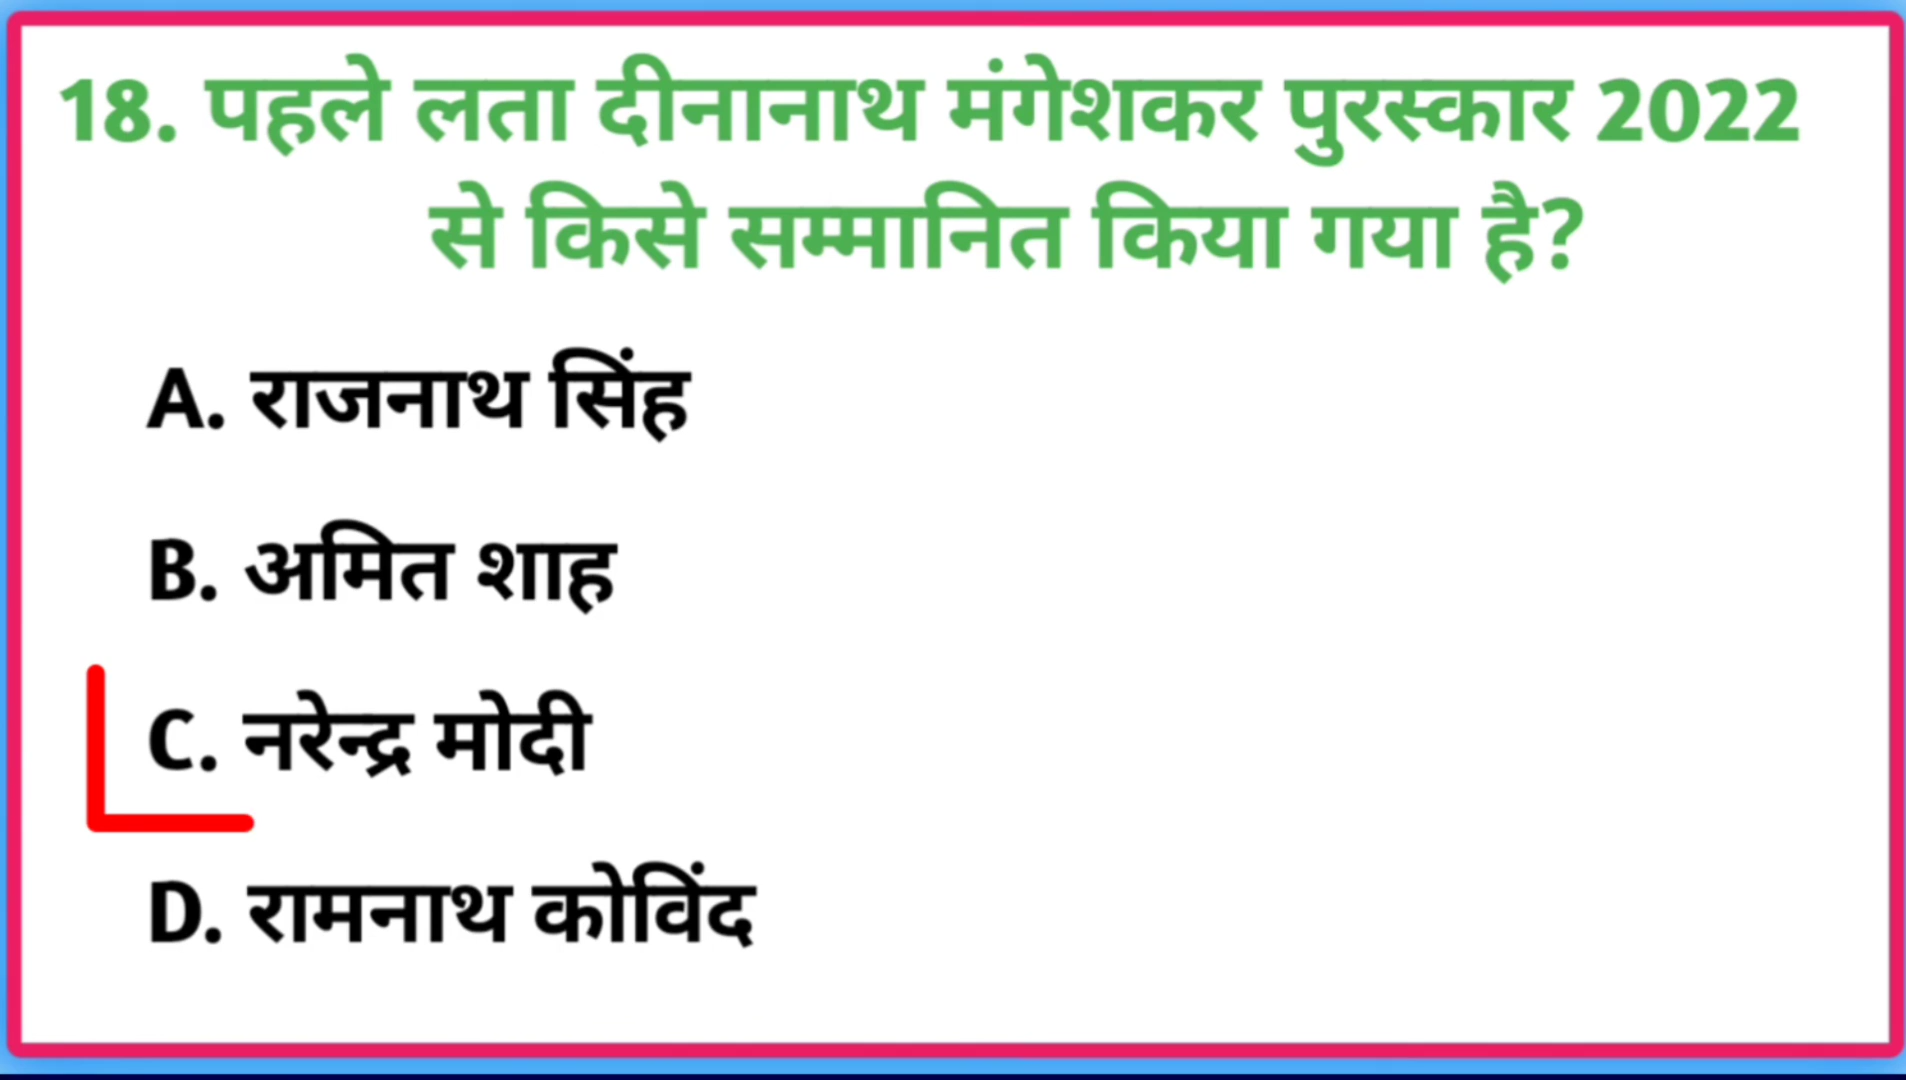 18. पहले लता दीनानाथ मंगेशकर पुरस्कार 2022
से किसे सम्मानित किया गया है?
A. राजनाथ सिंह
B. अमित शाह
C. नरेन्द्र मोदी
D. रामनाथ कोविंद